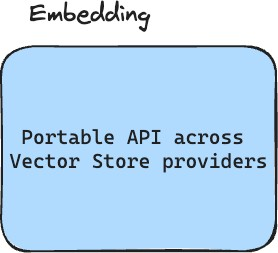 Embedding
Portable API across
Vector Store providers